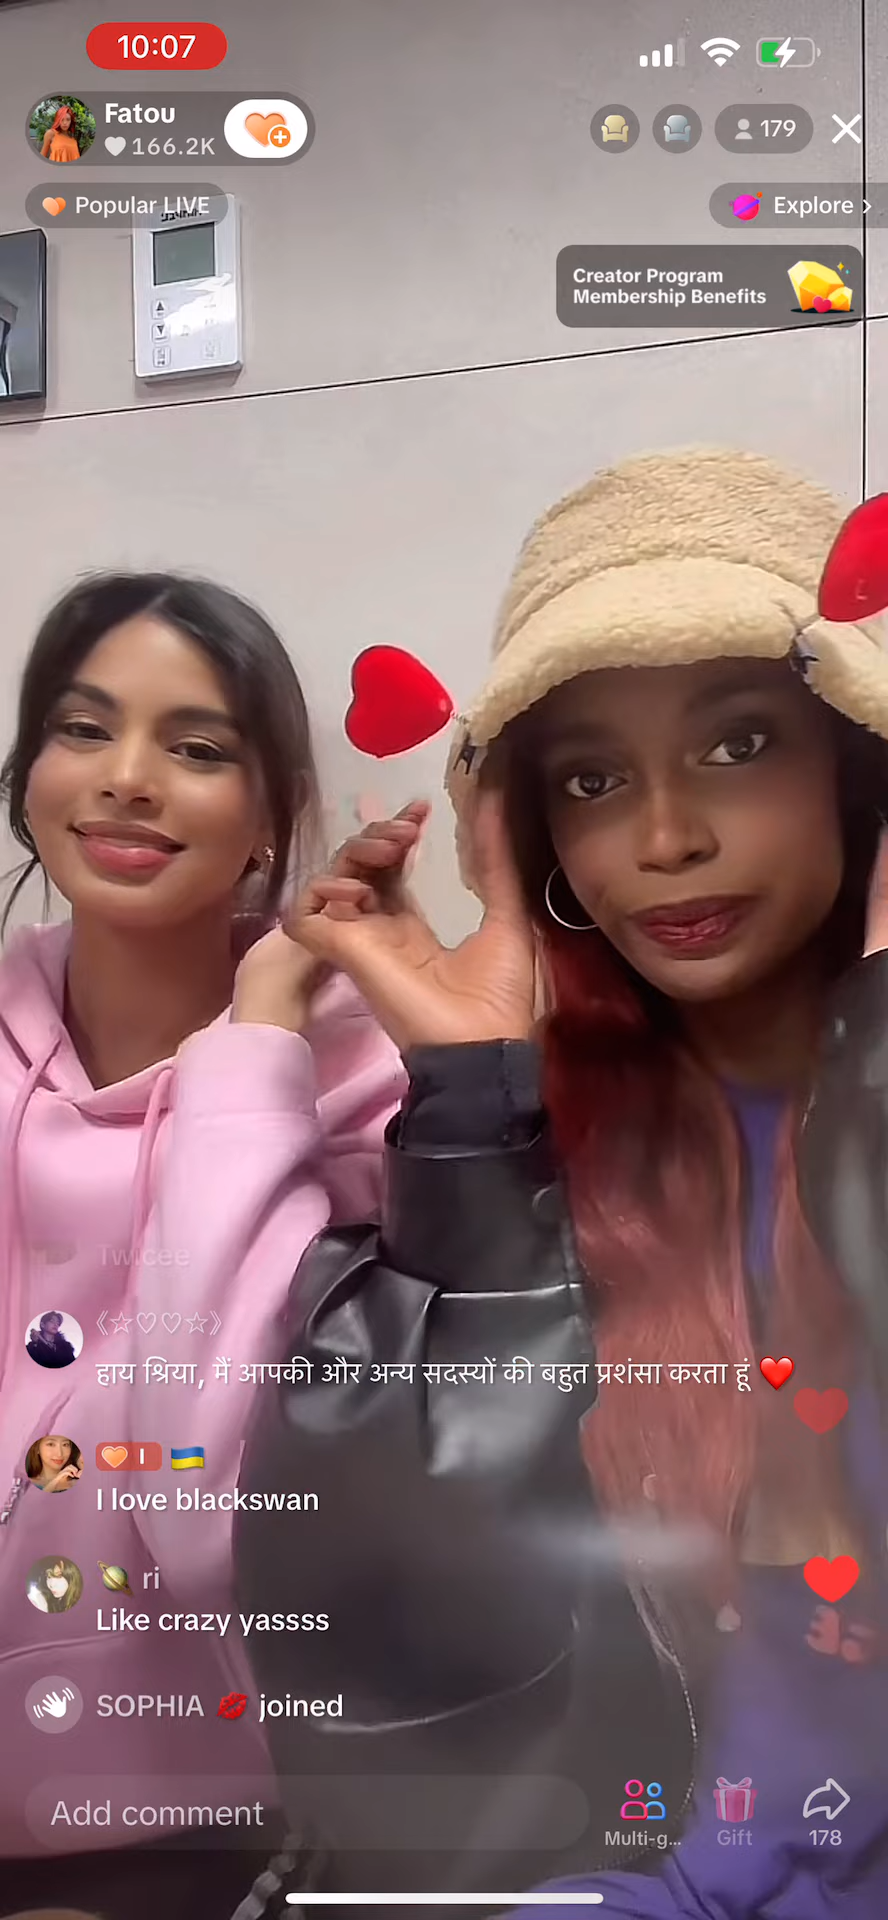 10:07
Fatou
166.2K
179
Popular LIVE
Explore
Creator Program
Membership Benefits
Twicee
《☆♡♡☆》
हाय श्रिया, मैं आपकी और अन्य सदस्यों की बहुत प्रशंसा करता हूं ❤️
I 🇺🇦
I love blackswan
🪐 ri
Like crazy yassss
SOPHIA 💋 joined
Add comment
Multi-g...
Gift
178